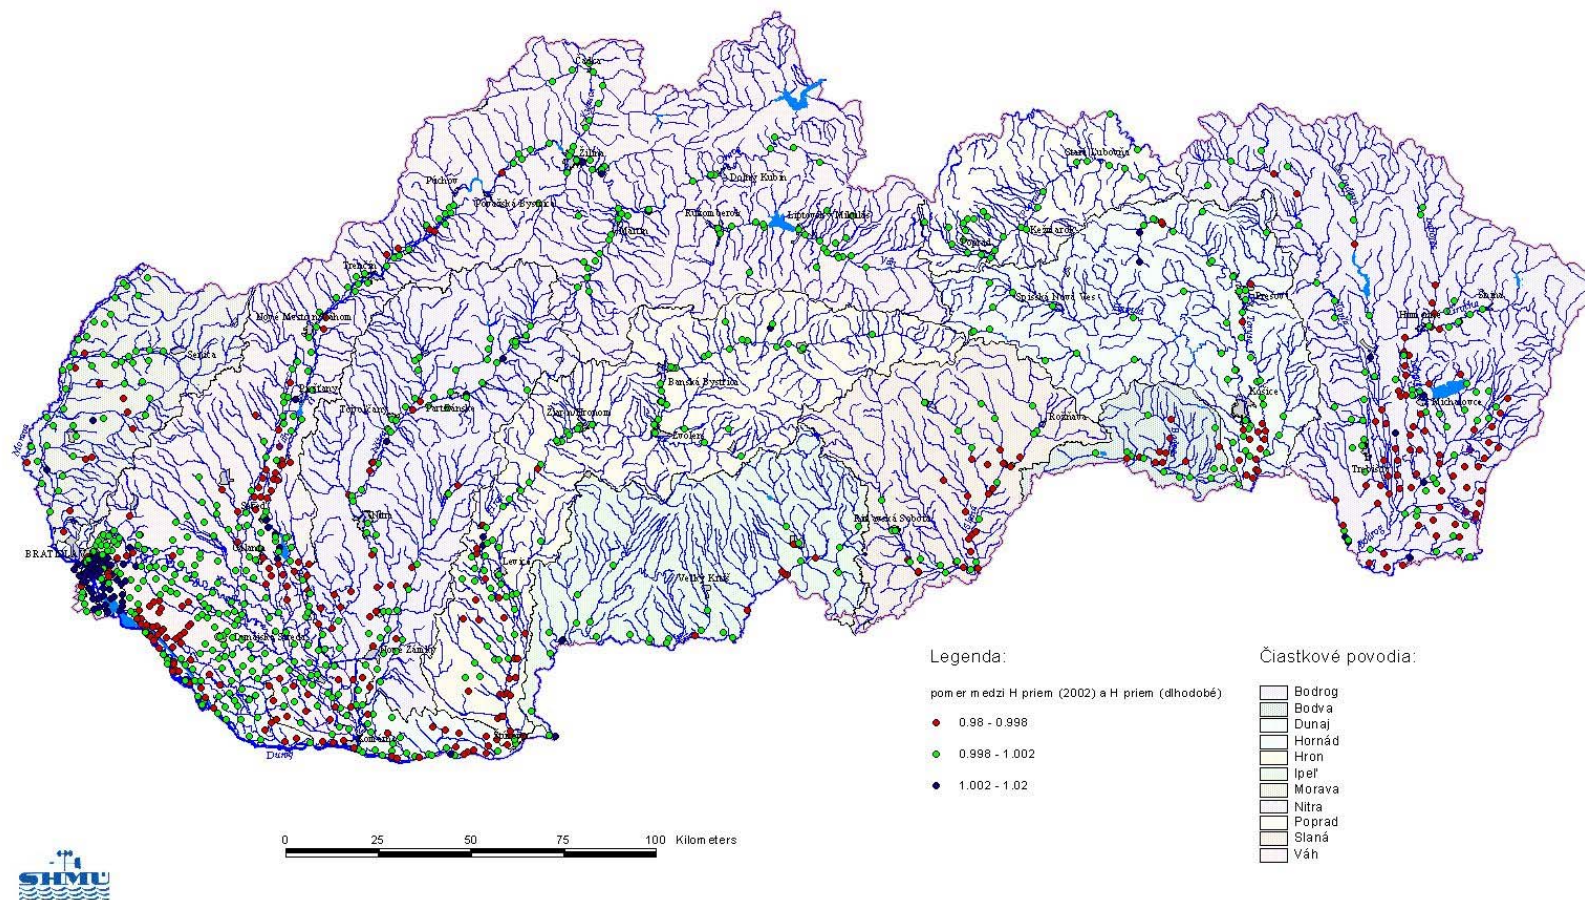 Čadca
Žilina
Stará Ľubovňa
Púchov
Považská Bystrica
Dolný Kubín
Ružomberok
Liptovský Mikuláš
Martin
Kežmarok
Poprad
Váh
Trenčín
Spišská Nová Ves
Prešov
Snina
Humenné
Nové Mesto n.Váhom
Senica
Piešťany
Topoľčany
Partizánske
Banská Bystrica
Žiar n.Hronom
Zvolen
Rožňava
Košice
Michalovce
Morava
Trebišov
Nitra
Rimavská Sobota
BRATISLAVA
Galanta
Levice
Veľký Krtíš
Dunajská Streda
Nové Zámky
Komárno
Štúrovo
Dunaj
Legenda:
pomer medzi H priem (2002) a H priem (dlhodobé)
0.98 - 0.998
0.998 - 1.002
1.002 - 1.02
Čiastkové povodia:
Bodrog
Bodva
Dunaj
Hornád
Hron
Ipeľ
Morava
Nitra
Poprad
Slaná
Váh
0 25 50 75 100 Kilometers
SHMÚ